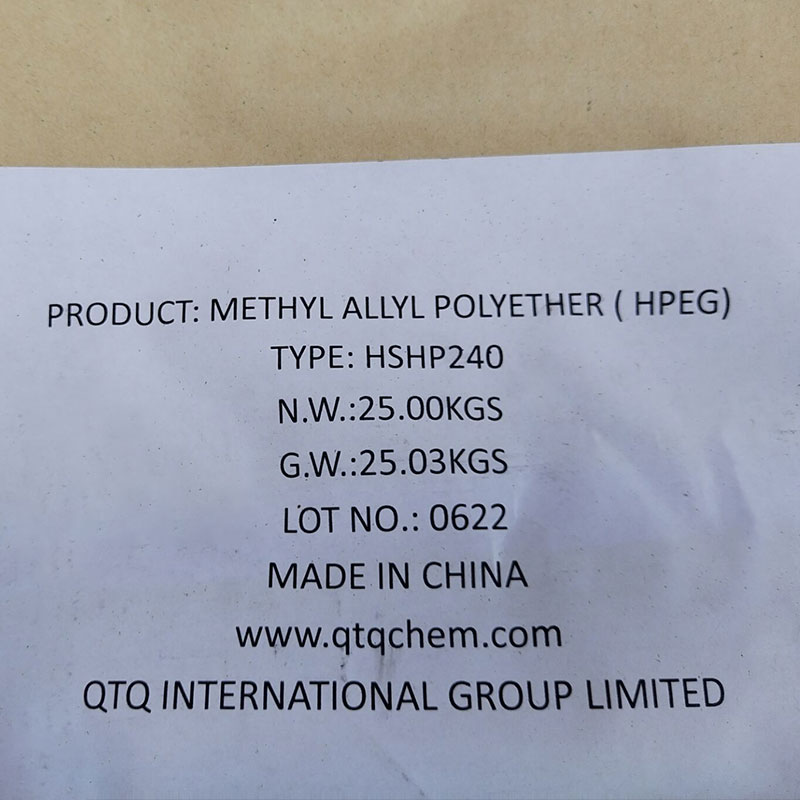 PRODUCT: METHYL ALLYL POLYETHER ( HPEG)
TYPE: HSHP240
N.W.:25.00KGS
G.W.:25.03KGS
LOT NO.: 0622
MADE IN CHINA
www.qtqchem.com
QTQ INTERNATIONAL GROUP LIMITED